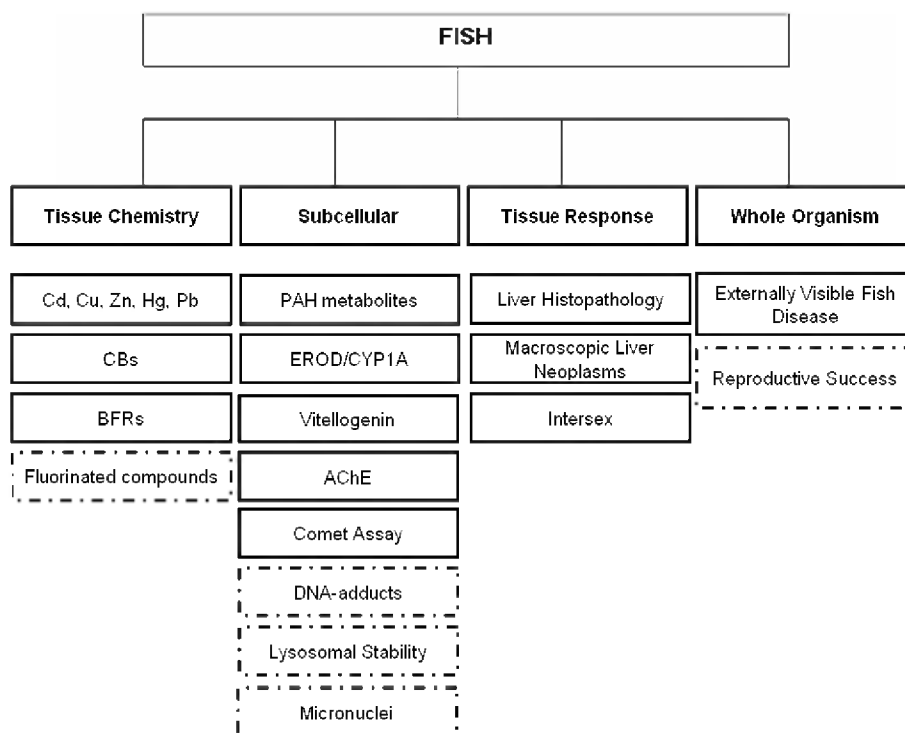 FISH
Tissue Chemistry
Cd, Cu, Zn, Hg, Pb
CBs
BFRs
Fluorinated compounds
Subcellular
PAH metabolites
EROD/CYP1A
Vitellogenin
AChE
Comet Assay
DNA-adducts
Lysosomal Stability
Micronuclei
Tissue Response
Liver Histopathology
Macroscopic Liver
Neoplasms
Intersex
Whole Organism
Externally Visible Fish
Disease
Reproductive Success